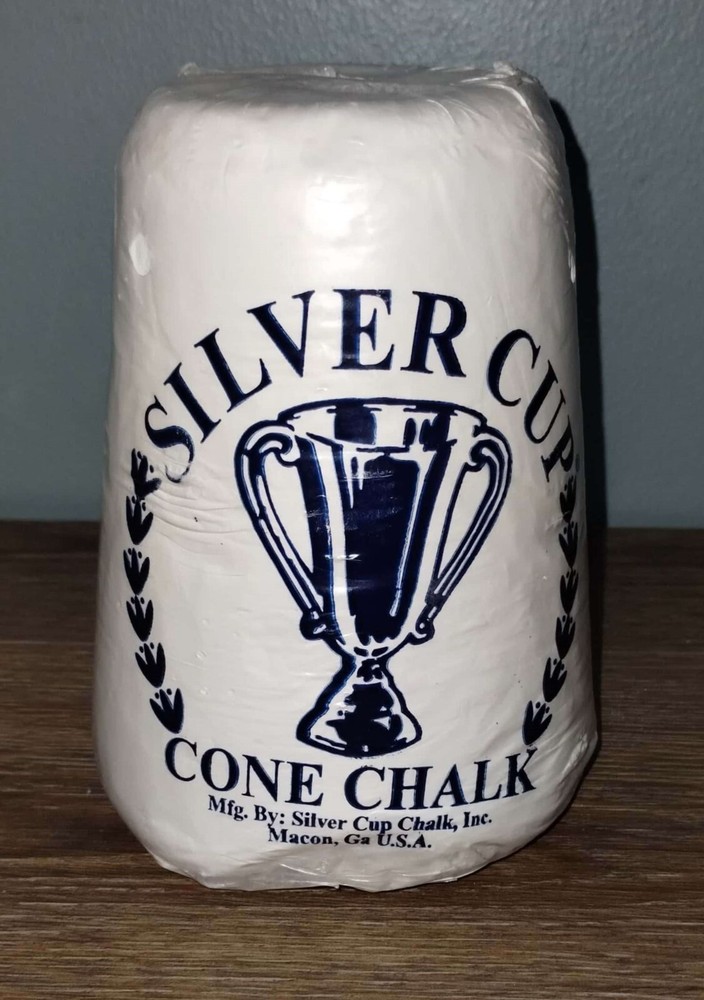 SILVER CUP
CONE CHALK
Mfg. By: Silver Cup Chalk, Inc.
Macon, Ga U.S.A.